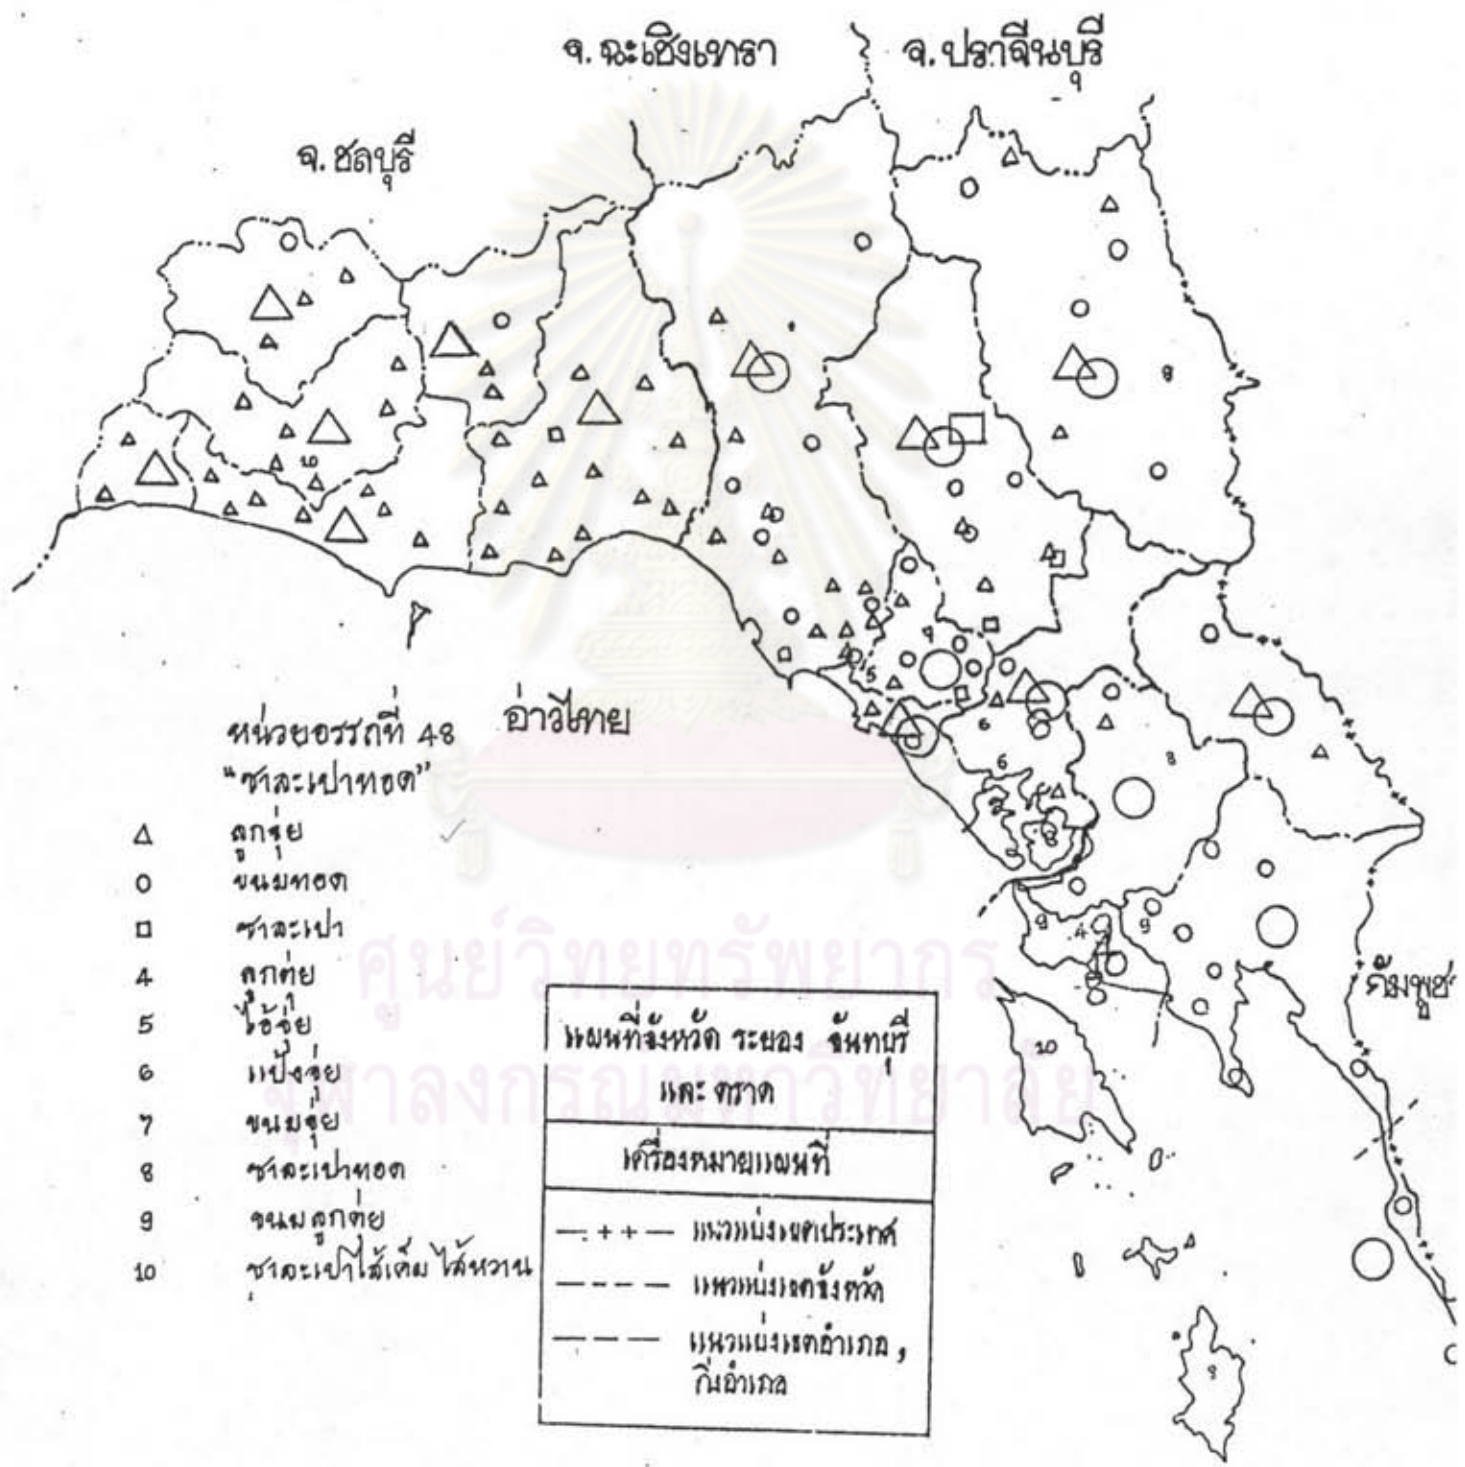 จ. ฉะเชิงเทรา
จ. ปราจีนบุรี
จ. ชลบุรี
อ่าวไทย
หน่วยอรรถที่ 48
"ซาละเปาทอด"
△ ลูกจุ่ย
○ ขนมทอด
□ ซาละเปา
4 ลูกตุ่ย
5 ไอ้จุ่ย
6 แป้งจุ่ย
7 ขนมจุ่ย
8 ซาละเปาทอด
9 ขนมลูกตุ่ย
10 ซาละเปาไส้เค็ม ไส้หวาน
ศูนย์วิทยทรัพยากร
จุฬาลงกรณมหาวิทยาลัย
แผนที่จังหวัด ระยอง จันทบุรี
และ ตราด
เครื่องหมายแผนที่
—.++— แนวแบ่งเขตประเทศ
—--- — แนวแบ่งเขตจังหวัด
— — — แนวแบ่งเขตอำเภอ,
กิ่งอำเภอ
กัมพูช
10
8
5
6
6
8
9
4
9
10
9